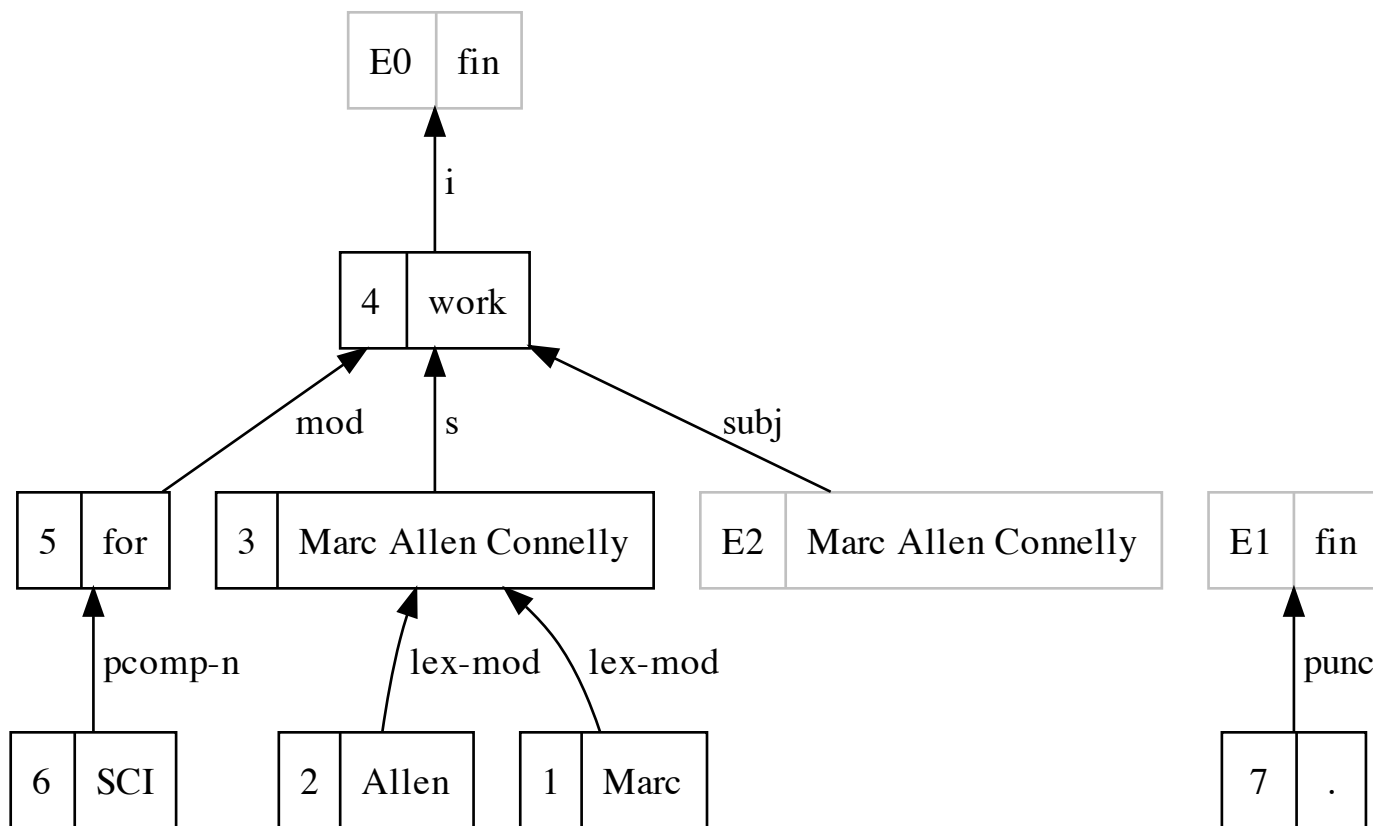 E0 fin
i
4 work
mod s subj
5 for 3 Marc Allen Connelly E2 Marc Allen Connelly E1 fin
pcomp-n lex-mod lex-mod punc
6 SCI 2 Allen 1 Marc 7 .